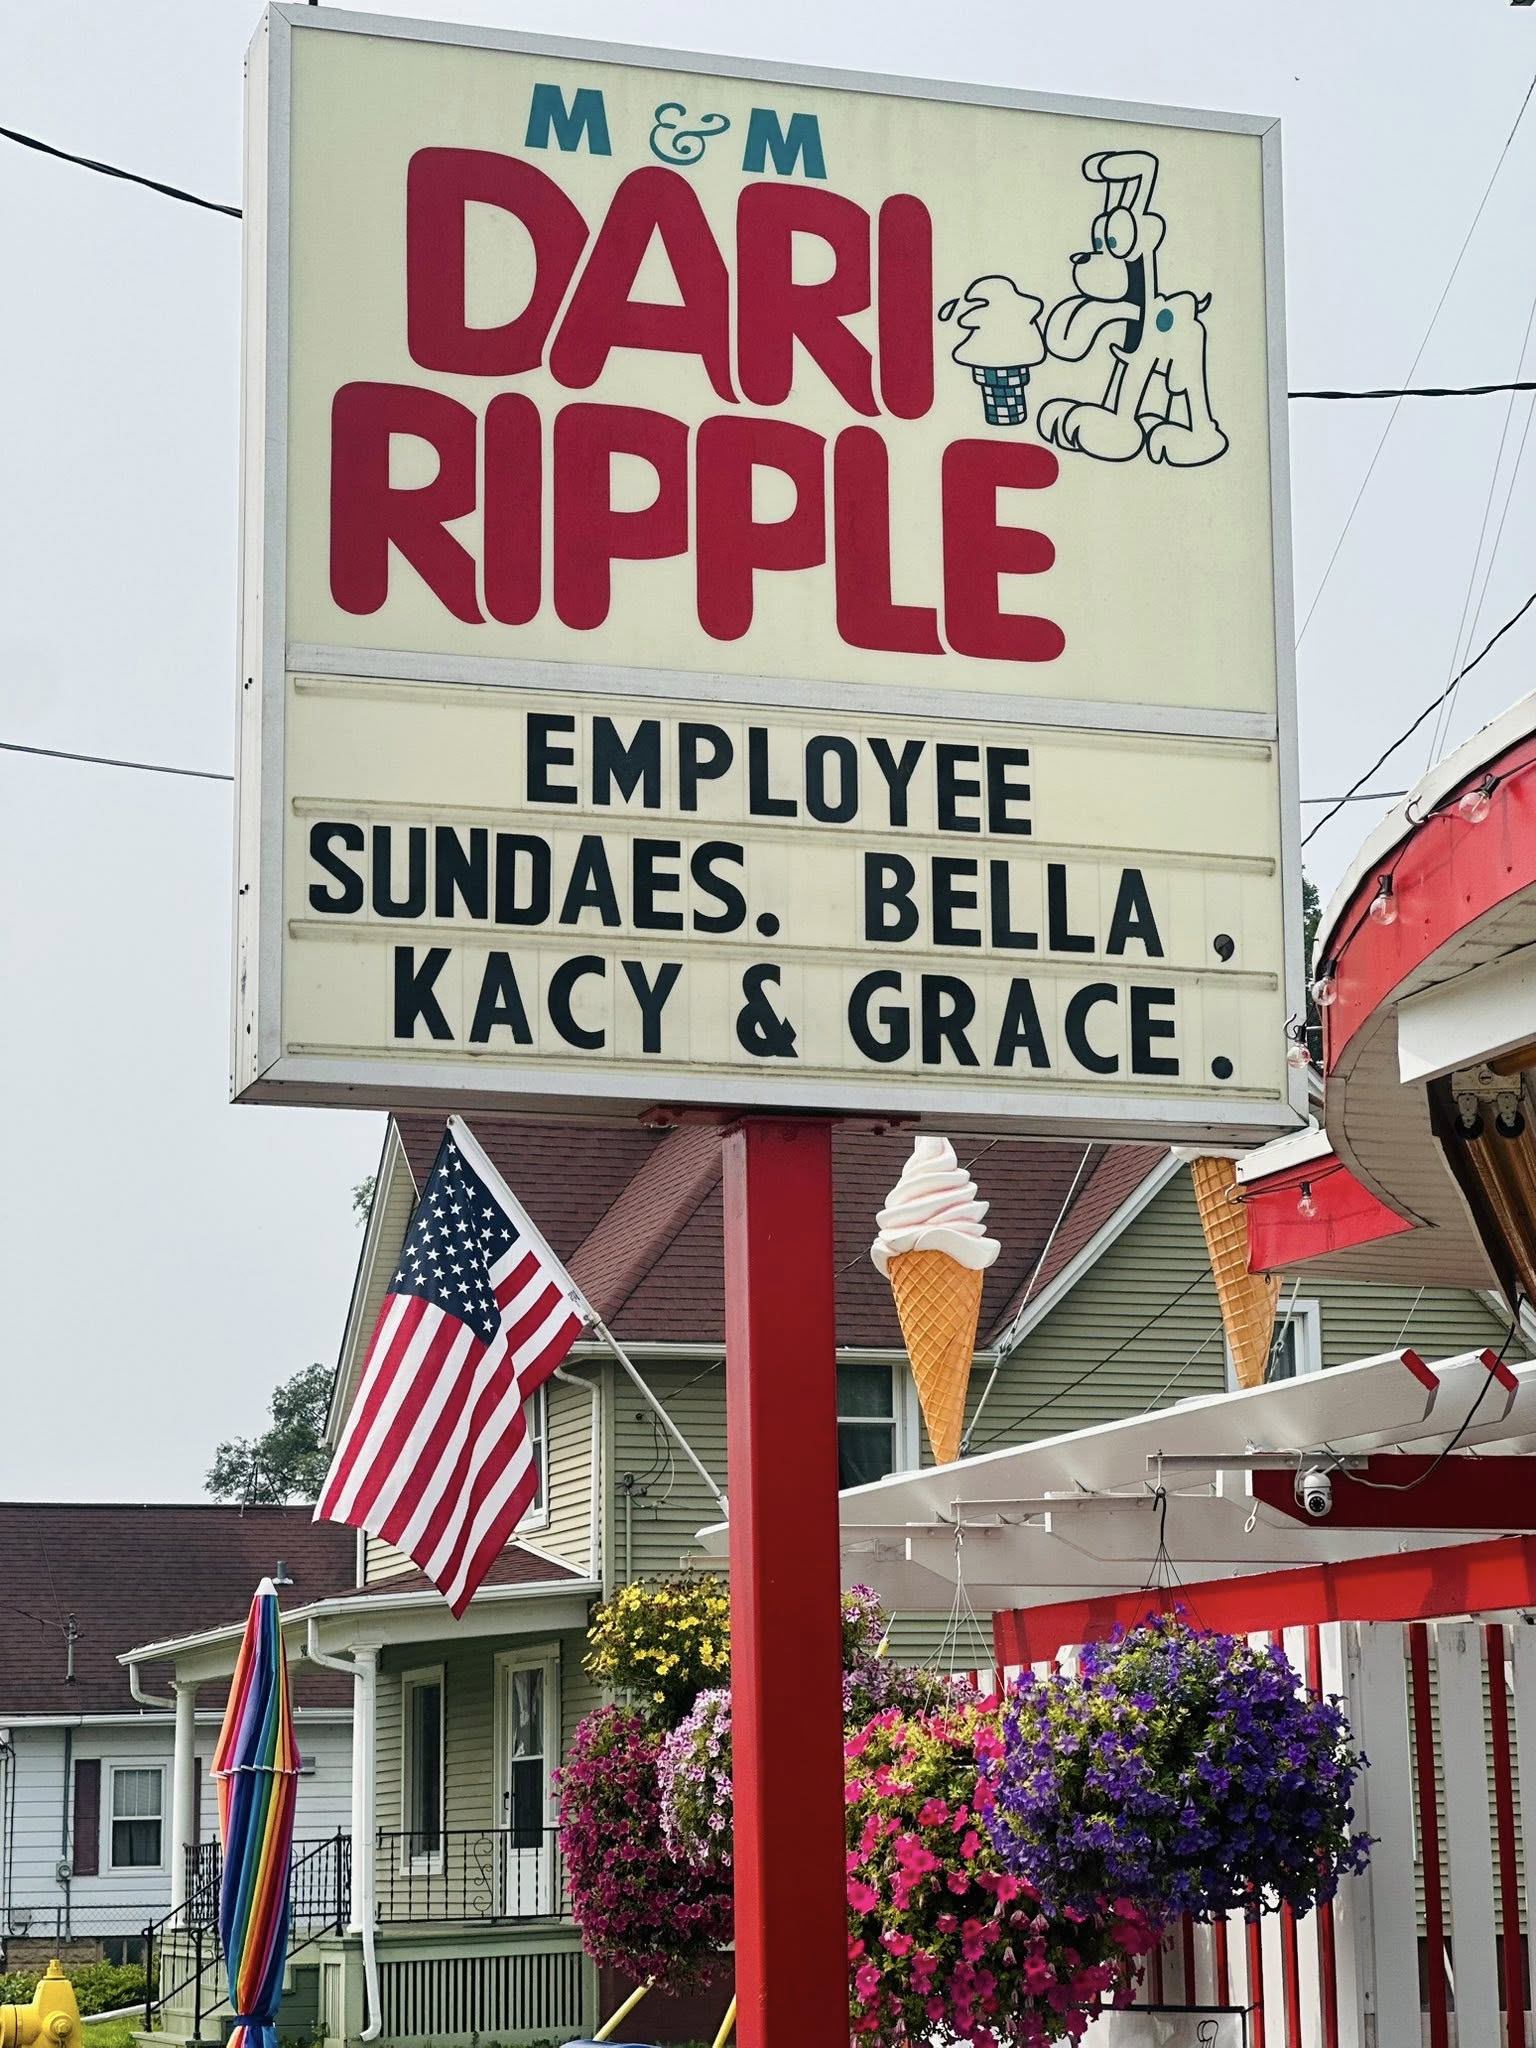 M & M
DARI
RIPPLE
EMPLOYEE
SUNDAES. BELLA ,
KACY & GRACE.